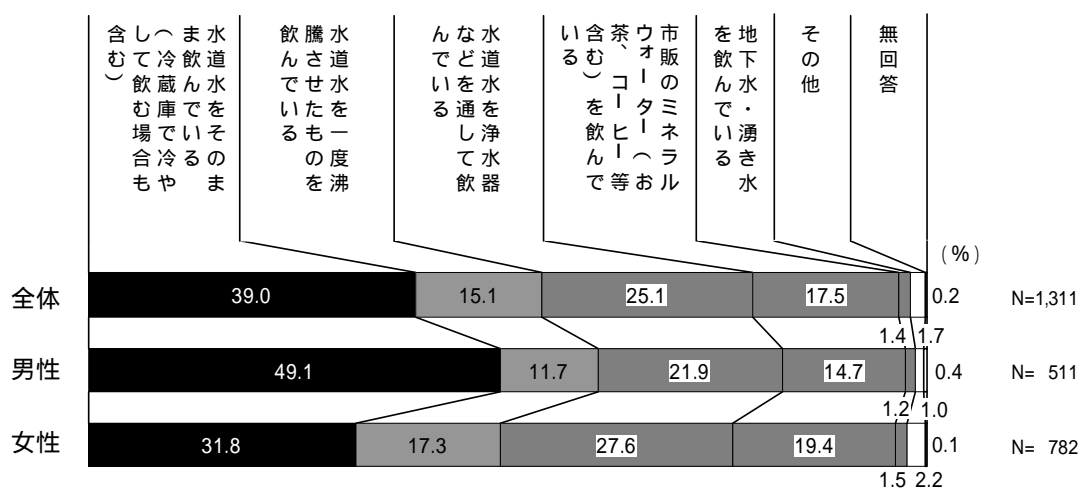 水道水をそのま
ま飲んでいる
（冷蔵庫で冷や
して飲む場合も
含む）
水道水を一度沸
騰させたものを
飲んでいる
水道水を浄水器
などを通して飲
んでいる
市販のミネラル
ウォーター（お
茶、コーヒー等
含む）を飲んで
いる
地下水・湧き水
を飲んでいる
その他
無回答
(%)
全体 39.0 15.1 25.1 17.5 0.2 N=1,311
1.4 1.7
男性 49.1 11.7 21.9 14.7 0.4 N= 511
1.2 1.0
女性 31.8 17.3 27.6 19.4 0.1 N= 782
1.5 2.2